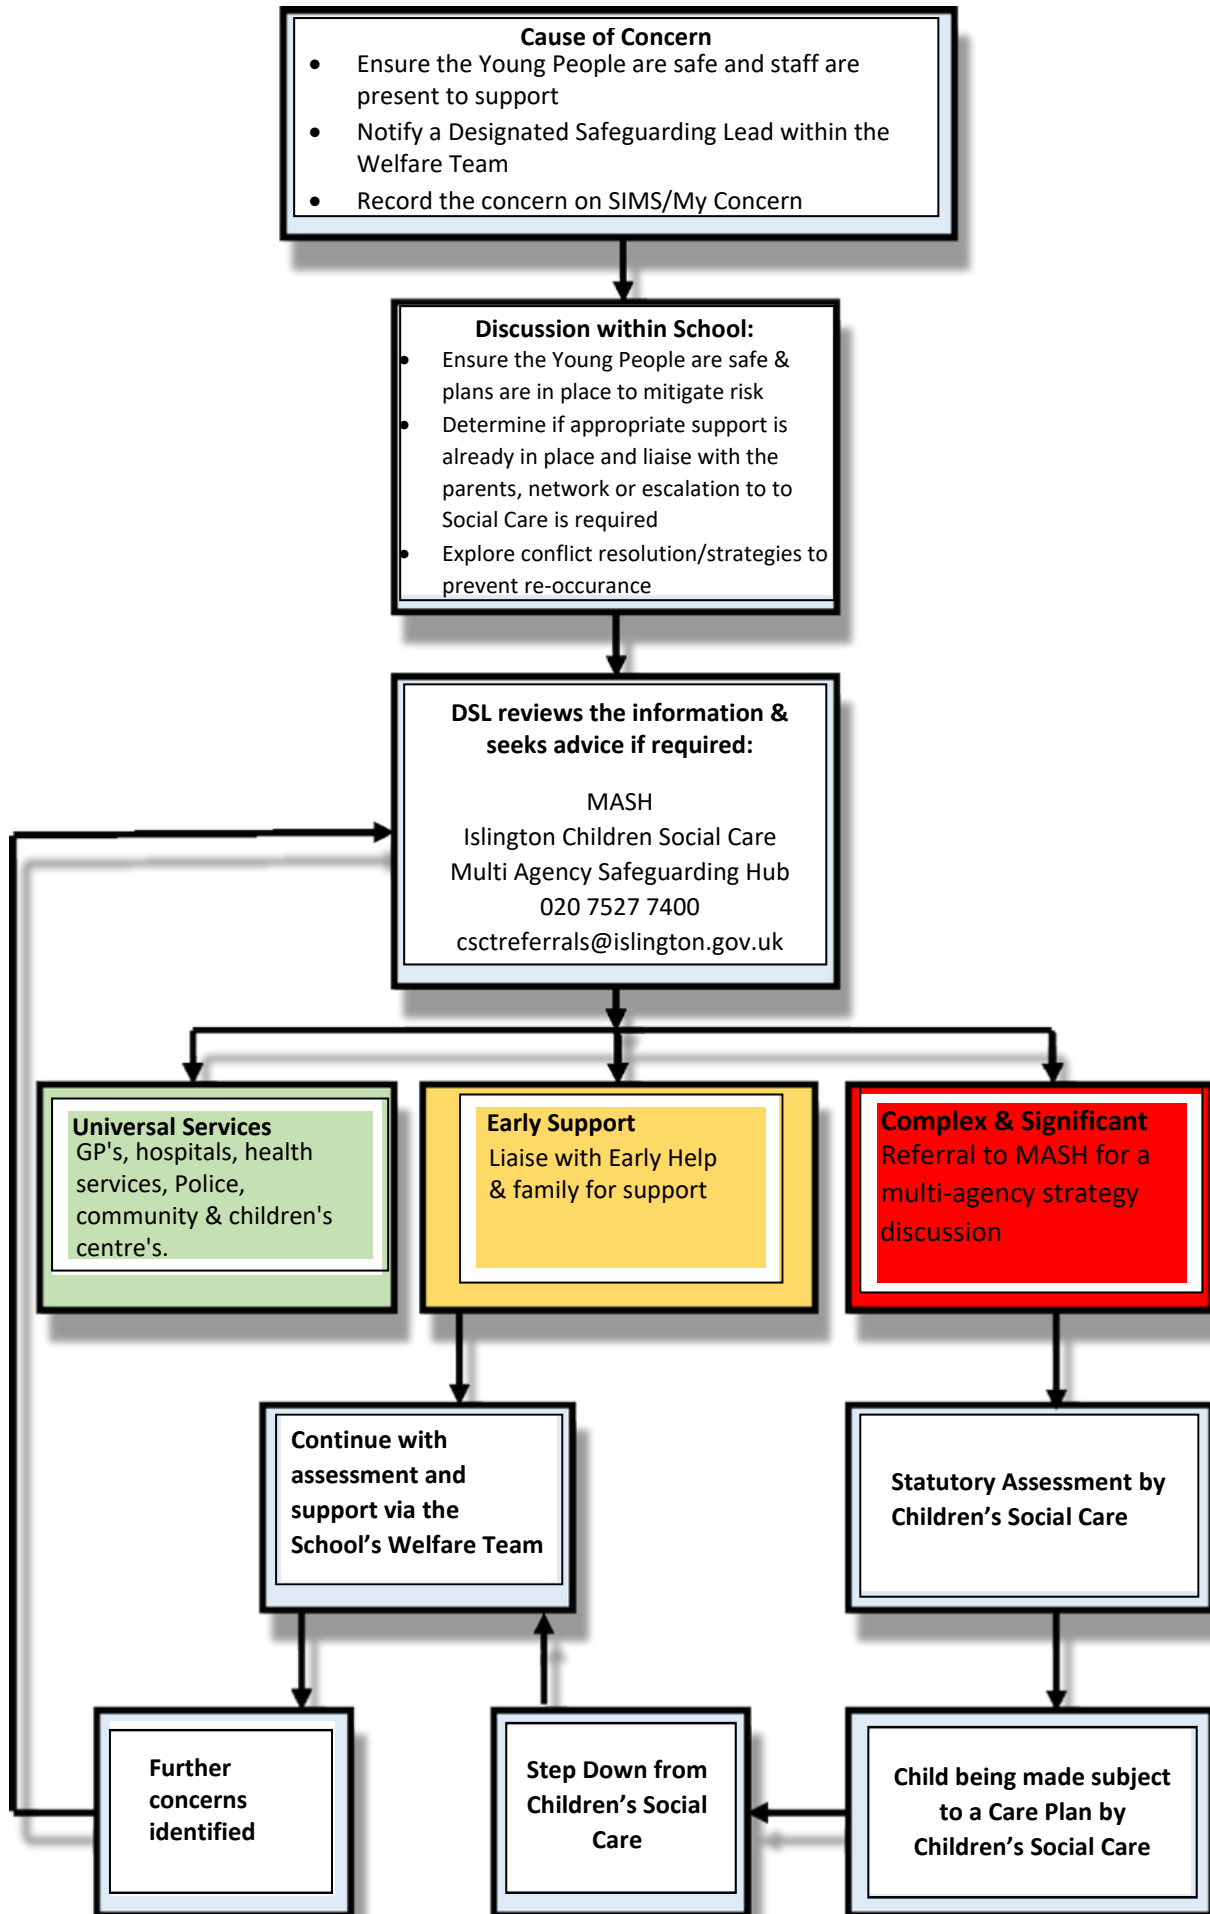 Cause of Concern
• Ensure the Young People are safe and staff are
present to support
• Notify a Designated Safeguarding Lead within the
Welfare Team
• Record the concern on SIMS/My Concern
Discussion within School:
• Ensure the Young People are safe &
plans are in place to mitigate risk
• Determine if appropriate support is
already in place and liaise with the
parents, network or escalation to to
Social Care is required
• Explore conflict resolution/strategies to
prevent re-occurance
DSL reviews the information &
seeks advice if required:
MASH
Islington Children Social Care
Multi Agency Safeguarding Hub
020 7527 7400
csctreferrals@islington.gov.uk
Universal Services
GP's, hospitals, health
services, Police,
community & children's
centre's.
Early Support
Liaise with Early Help
& family for support
Complex & Significant
Referral to MASH for a
multi-agency strategy
discussion
Continue with
assessment and
support via the
School’s Welfare Team
Statutory Assessment by
Children’s Social Care
Further
concerns
identified
Step Down from
Children’s Social
Care
Child being made subject
to a Care Plan by
Children’s Social Care